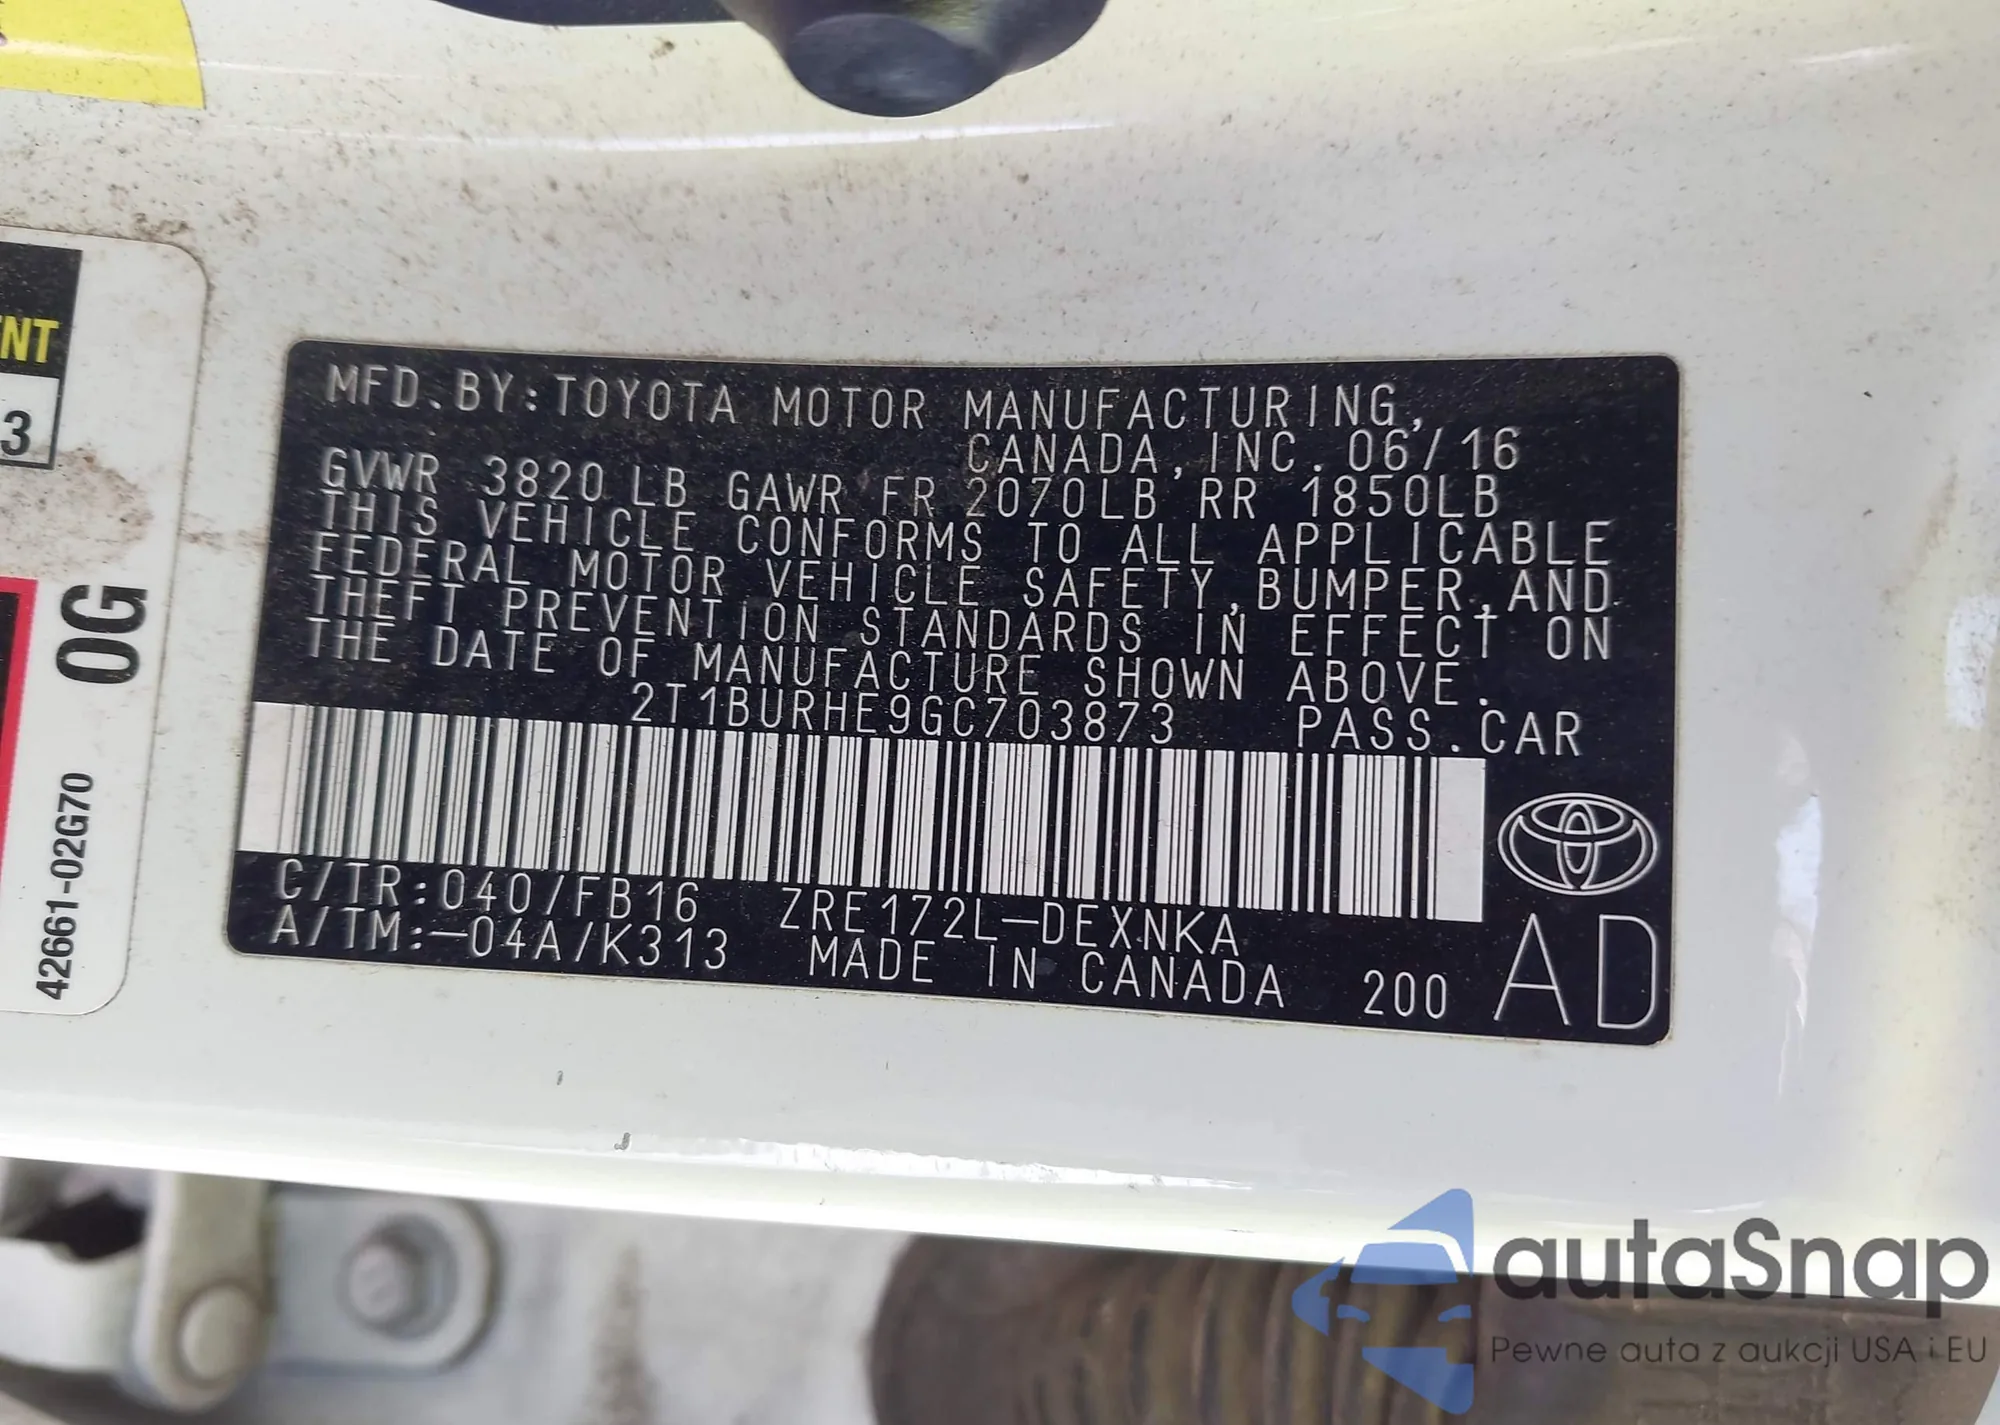 MFD.BY:TOYOTA MOTOR MANUFACTURING,
CANADA,INC. 06/16
GVWR 3820 LB GAWR FR 2070LB RR 1850LB
THIS VEHICLE CONFORMS TO ALL APPLICABLE
FEDERAL MOTOR VEHICLE SAFETY,BUMPER,AND
THEFT PREVENTION STANDARDS IN EFFECT ON
THE DATE OF MANUFACTURE SHOWN ABOVE.
2T1BURHE9GC703873 PASS.CAR
C/TR:040/FB16 ZRE172L-DEXNKA
A/TM:-04A/K313 MADE IN CANADA 200
AD
3
0G
42661-02G70
autaSnap
Pewne auta z aukcji USA i EU